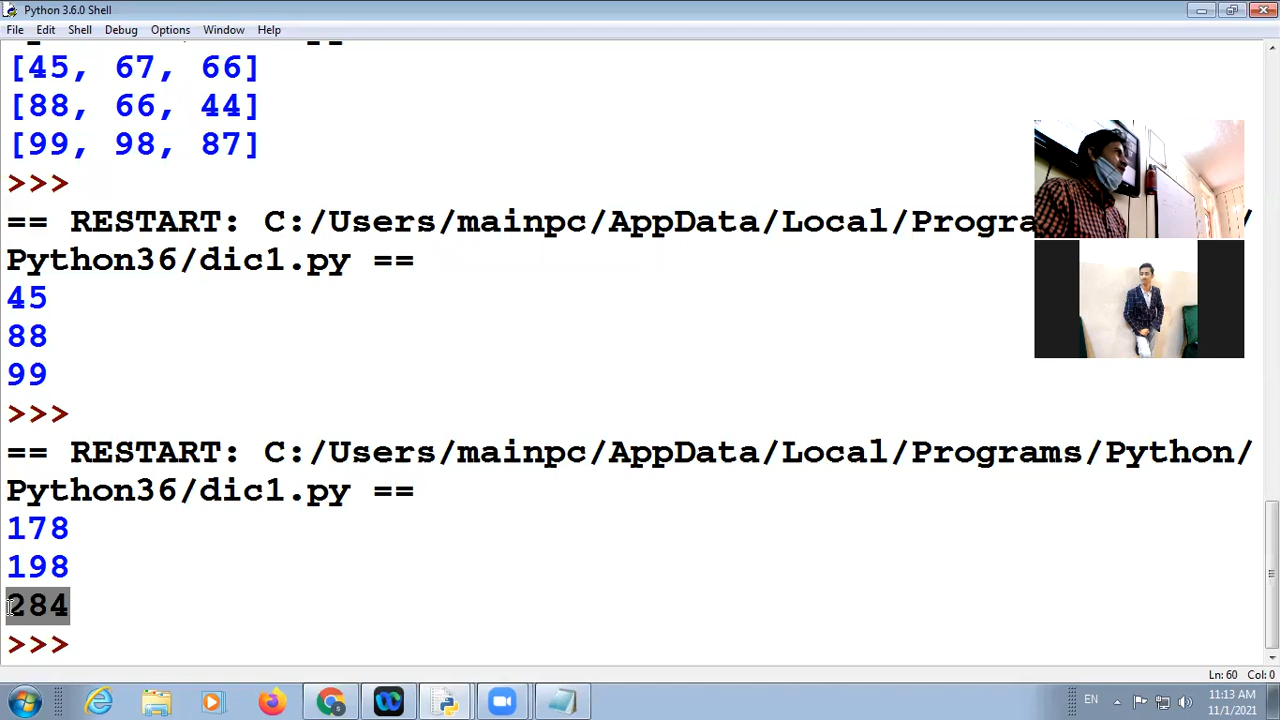 Python 3.6.0 Shell
File Edit Shell Debug Options Window Help
[45, 67, 66]
[88, 66, 44]
[99, 98, 87]
>>>
== RESTART: C:/Users/mainpc/AppData/Local/Progra /
Python36/dic1.py ==
45
88
99
>>>
== RESTART: C:/Users/mainpc/AppData/Local/Programs/Python/
Python36/dic1.py ==
178
198
284
>>>
Ln: 60 Col: 0
EN
11:13 AM
11/1/2021